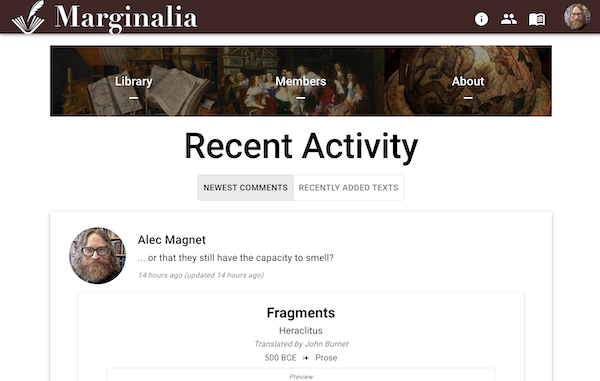 Marginalia
Library
Members
About
Recent Activity
NEWEST COMMENTS
RECENTLY ADDED TEXTS
Alec Magnet
... or that they still have the capacity to smell?
14 hours ago (updated 14 hours ago)
Fragments
Heraclitus
Translated by John Burnet
500 BCE ❧ Prose
Preview